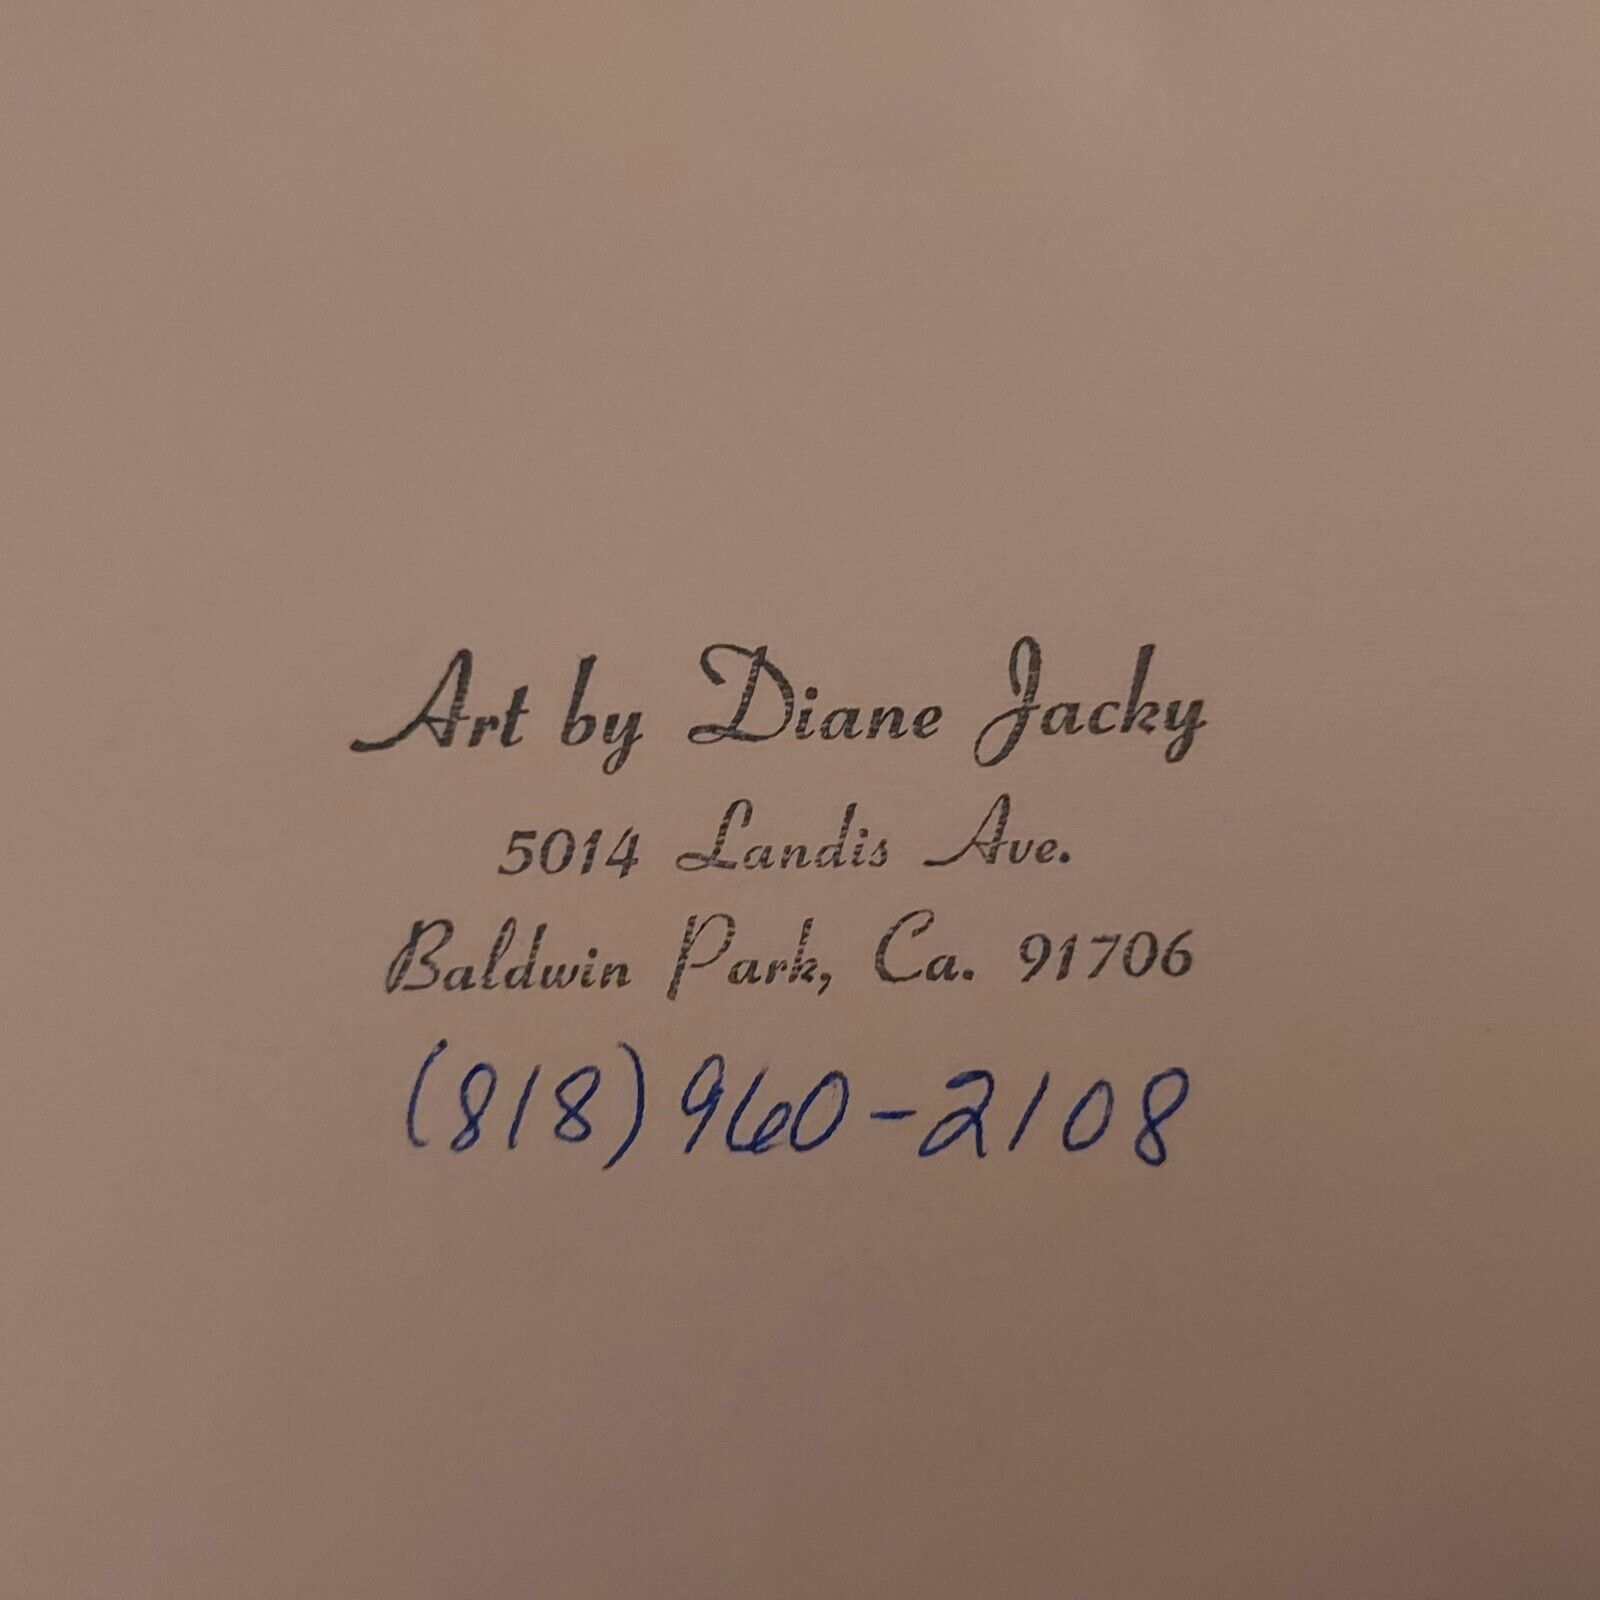 Art by Diane Jacky
5014 Landis Ave.
Baldwin Park, Ca. 91706
(818) 960-2108